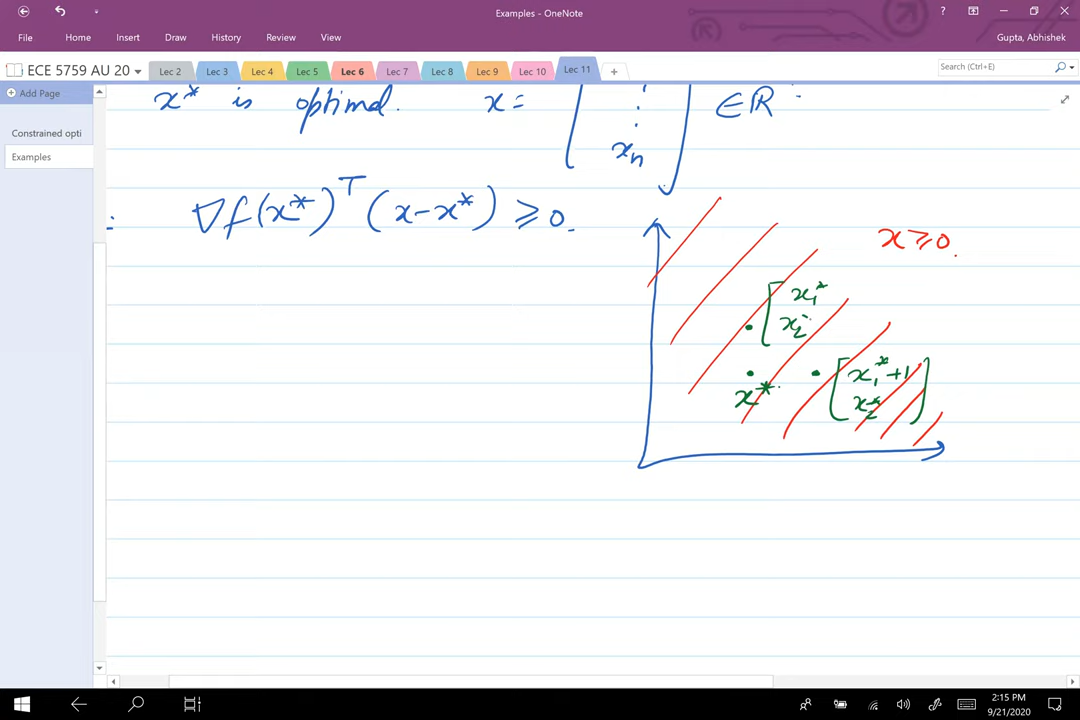 Examples - OneNote
?
File Home Insert Draw History Review View
Gupta, Abhishek
ECE 5759 AU 20
Lec 2 Lec 3 Lec 4 Lec 5 Lec 6 Lec 7 Lec 8 Lec 9 Lec 10 Lec 11 +
Search (Ctrl+E)
Add Page
Constrained opti
Examples
x* is optimal. x = [ ⋮ xₙ ] ∈ ℝ
: ∇f(x*)ᵀ (x-x*) ≥ 0.
x ≥ 0.
[ x₁*
x₂
x*
[ x₁*+1
x₂* ]
2:15 PM
9/21/2020